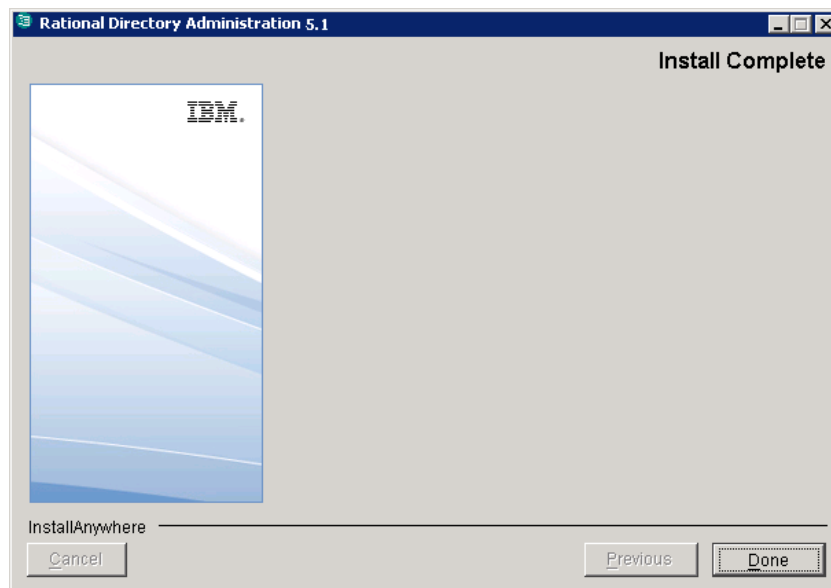 Rational Directory Administration 5.1
Install Complete
IBM.
InstallAnywhere
Cancel
Previous
Done